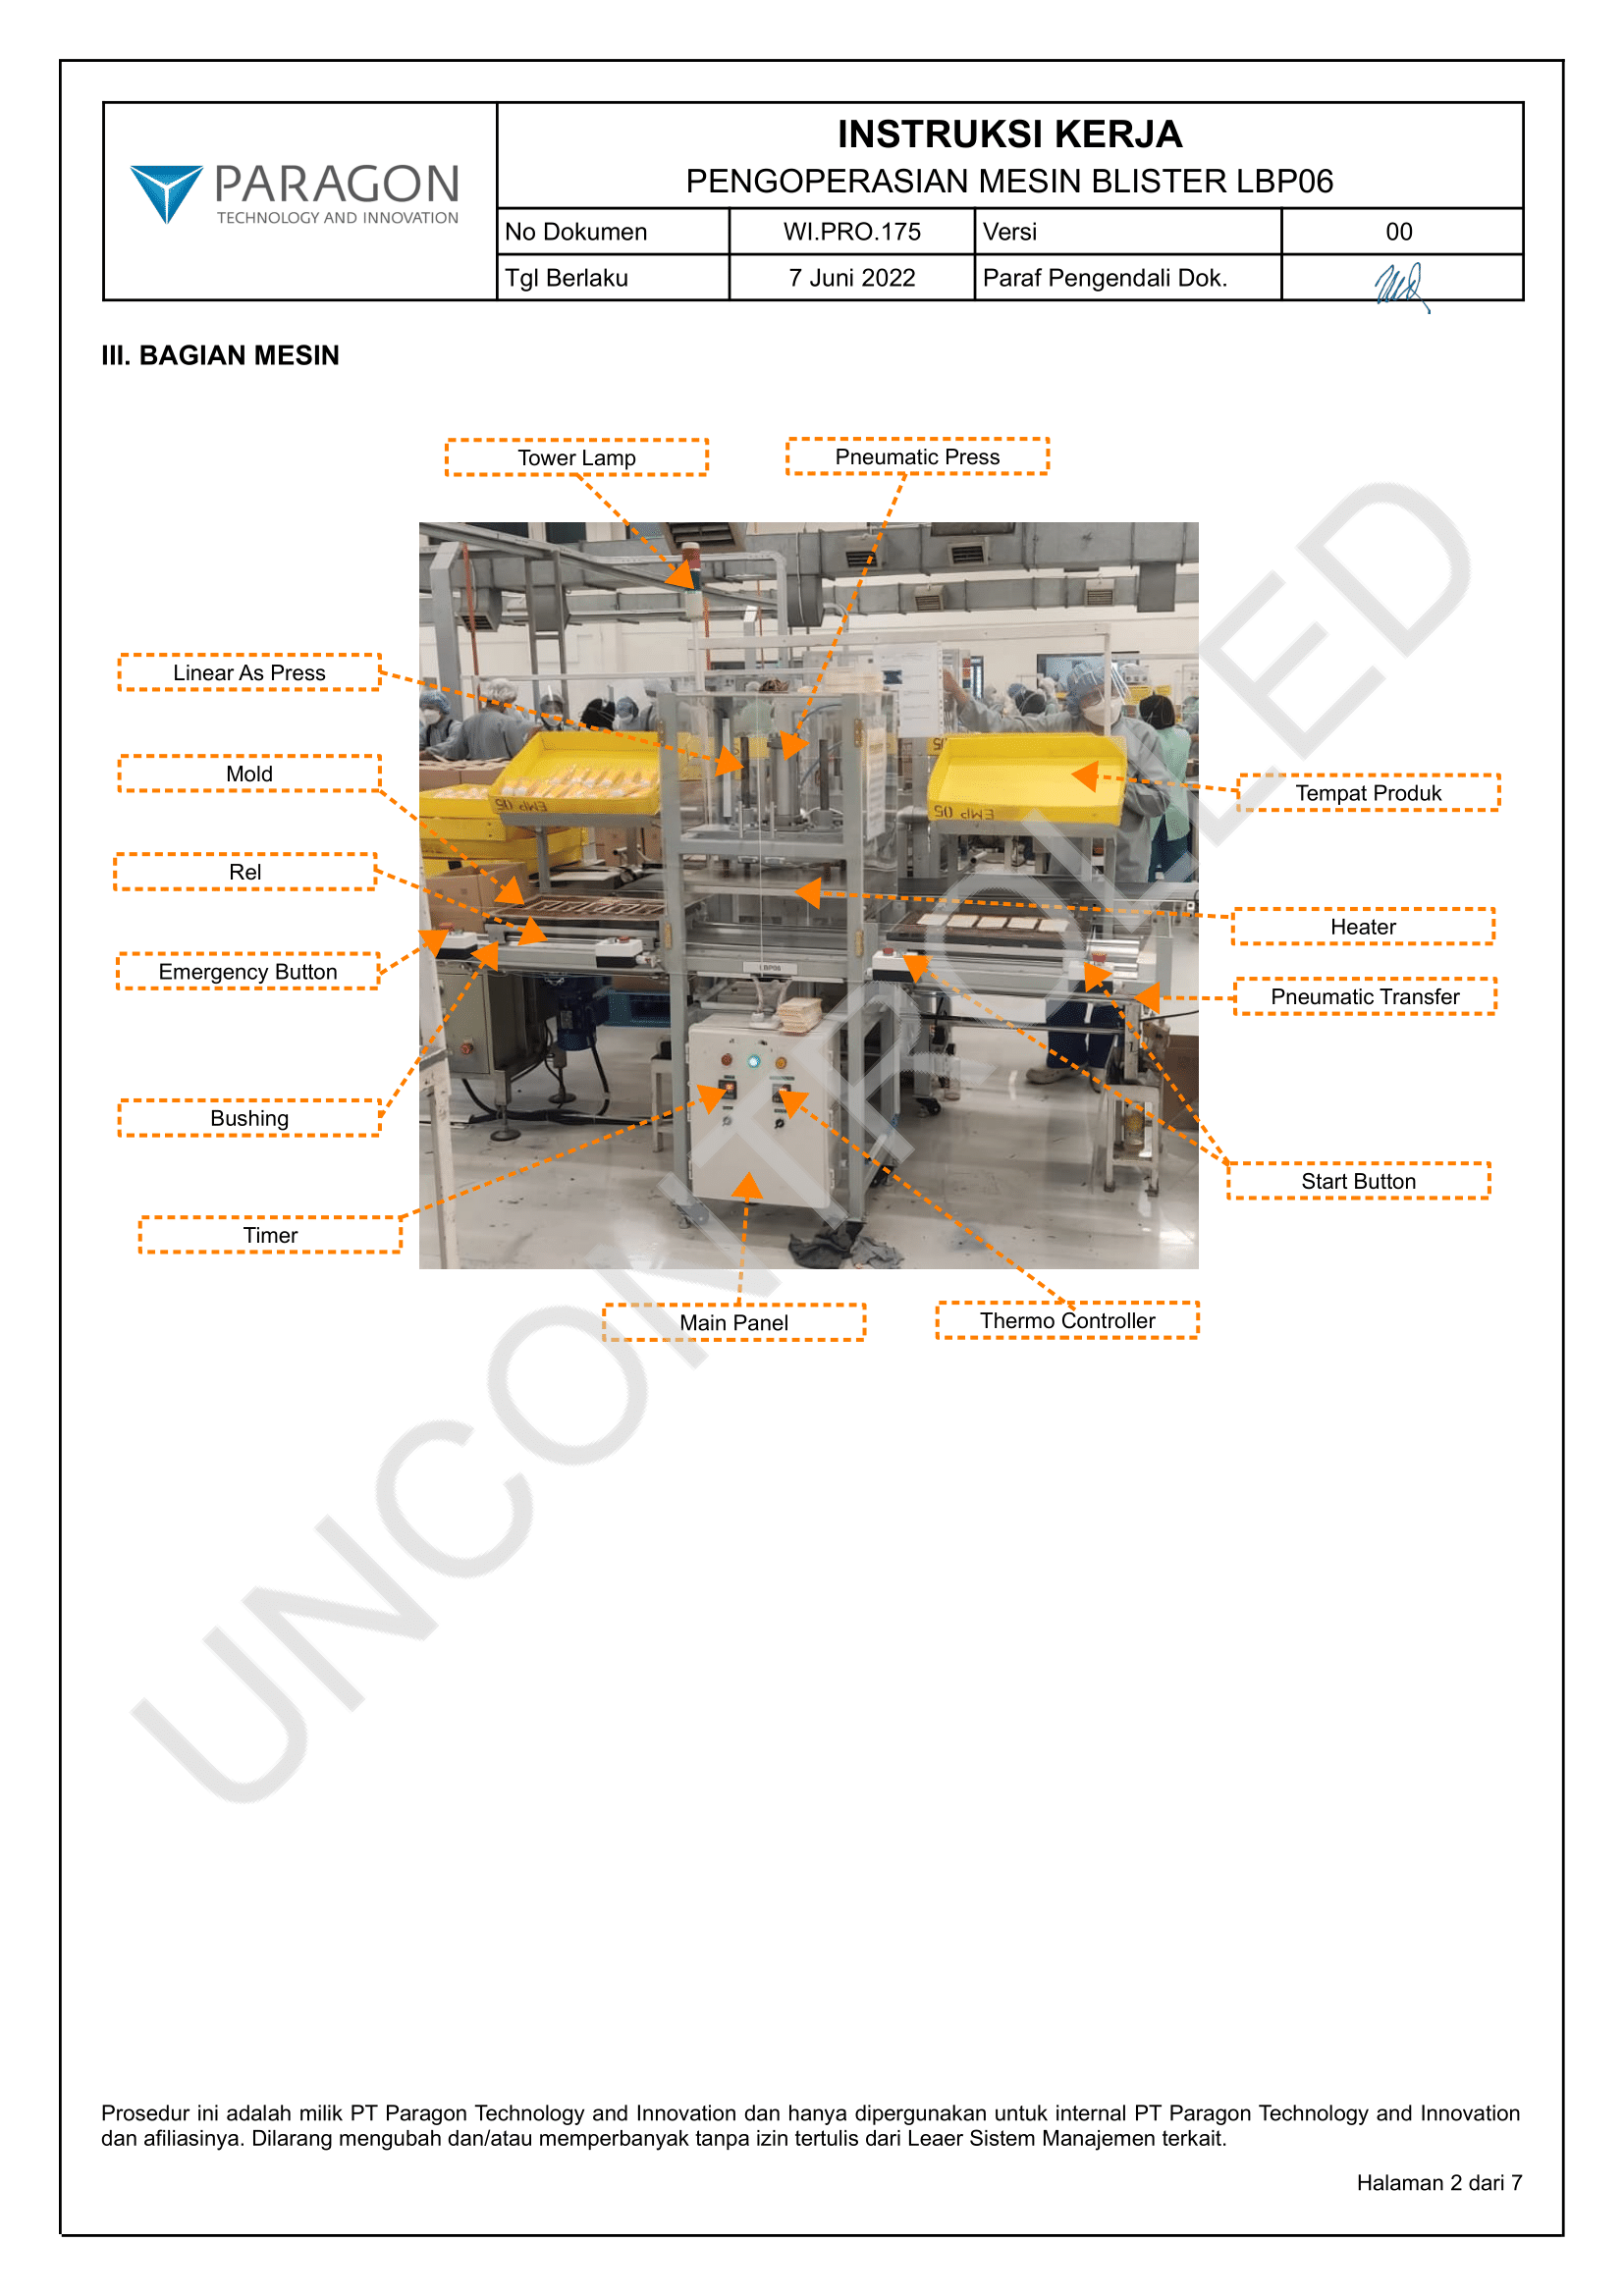 PARAGON
TECHNOLOGY AND INNOVATION
INSTRUKSI KERJA
PENGOPERASIAN MESIN BLISTER LBP06
No Dokumen WI.PRO.175 Versi 00
Tgl Berlaku 7 Juni 2022 Paraf Pengendali Dok.
III. BAGIAN MESIN
Tower Lamp
Pneumatic Press
Linear As Press
Mold
Tempat Produk
Rel
Heater
Emergency Button
Pneumatic Transfer
Bushing
Start Button
Timer
Main Panel
Thermo Controller
EMP 05
05
05 EMP
LBP06
UNCONTROLLED
Prosedur ini adalah milik PT Paragon Technology and Innovation dan hanya dipergunakan untuk internal PT Paragon Technology and Innovation
dan afiliasinya. Dilarang mengubah dan/atau memperbanyak tanpa izin tertulis dari Leaer Sistem Manajemen terkait.
Halaman 2 dari 7